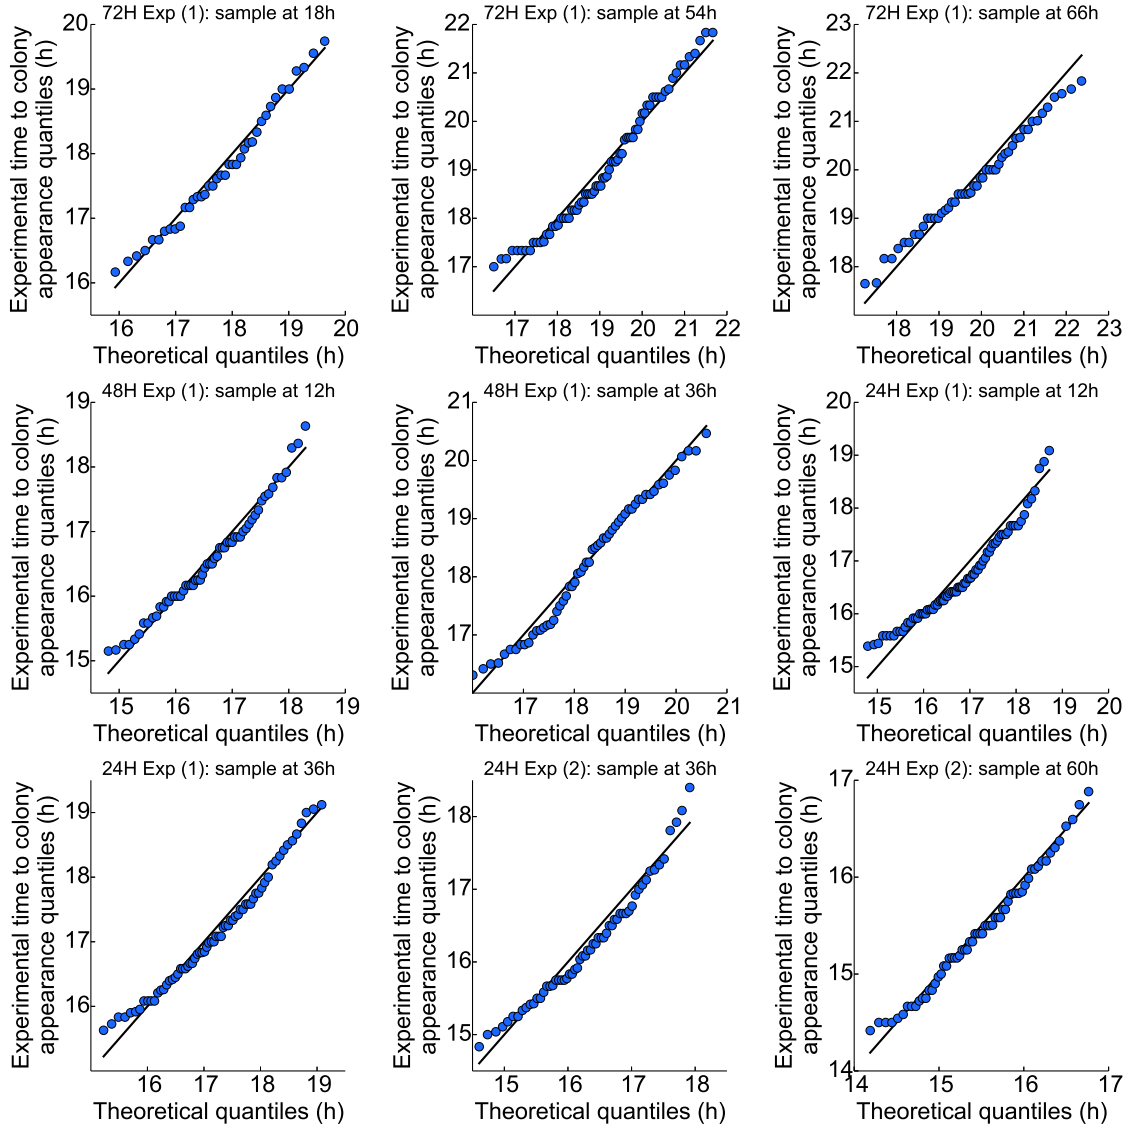 72H Exp (1): sample at 18h
Experimental time to colony
appearance quantiles (h)
20
19
18
17
16
16 17 18 19 20
Theoretical quantiles (h)
72H Exp (1): sample at 54h
Experimental time to colony
appearance quantiles (h)
22
21
20
19
18
17
17 18 19 20 21 22
Theoretical quantiles (h)
72H Exp (1): sample at 66h
Experimental time to colony
appearance quantiles (h)
23
22
21
20
19
18
18 19 20 21 22 23
Theoretical quantiles (h)
48H Exp (1): sample at 12h
Experimental time to colony
appearance quantiles (h)
19
18
17
16
15
15 16 17 18 19
Theoretical quantiles (h)
48H Exp (1): sample at 36h
Experimental time to colony
appearance quantiles (h)
21
20
19
18
17
17 18 19 20 21
Theoretical quantiles (h)
24H Exp (1): sample at 12h
Experimental time to colony
appearance quantiles (h)
20
19
18
17
16
15
15 16 17 18 19 20
Theoretical quantiles (h)
24H Exp (1): sample at 36h
Experimental time to colony
appearance quantiles (h)
19
18
17
16
16 17 18 19
Theoretical quantiles (h)
24H Exp (2): sample at 36h
Experimental time to colony
appearance quantiles (h)
18
17
16
15
15 16 17 18
Theoretical quantiles (h)
24H Exp (2): sample at 60h
Experimental time to colony
appearance quantiles (h)
17
16
15
14
14 15 16 17
Theoretical quantiles (h)